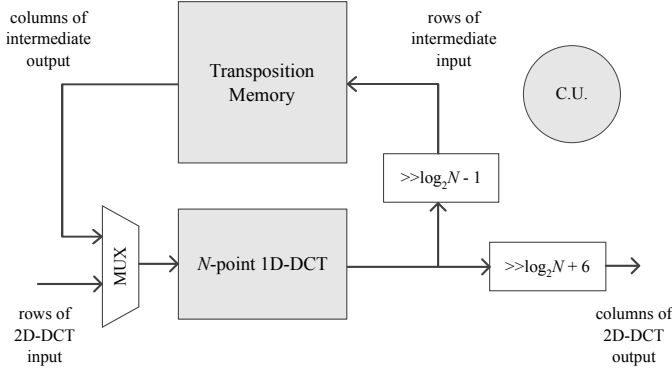 columns of
intermediate
output
Transposition
Memory
rows of
intermediate
input
C.U.
>>log₂N - 1
MUX
N-point 1D-DCT
>>log₂N + 6
rows of
2D-DCT
input
columns of
2D-DCT
output